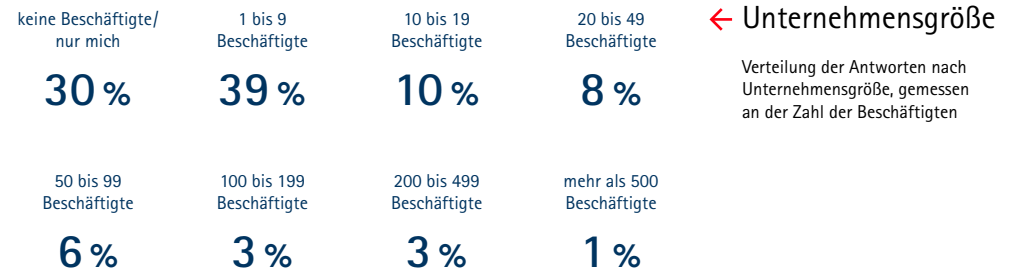 keine Beschäftigte/
nur mich
30 %
1 bis 9
Beschäftigte
39 %
10 bis 19
Beschäftigte
10 %
20 bis 49
Beschäftigte
8 %
← Unternehmensgröße
Verteilung der Antworten nach
Unternehmensgröße, gemessen
an der Zahl der Beschäftigten
50 bis 99
Beschäftigte
6 %
100 bis 199
Beschäftigte
3 %
200 bis 499
Beschäftigte
3 %
mehr als 500
Beschäftigte
1 %